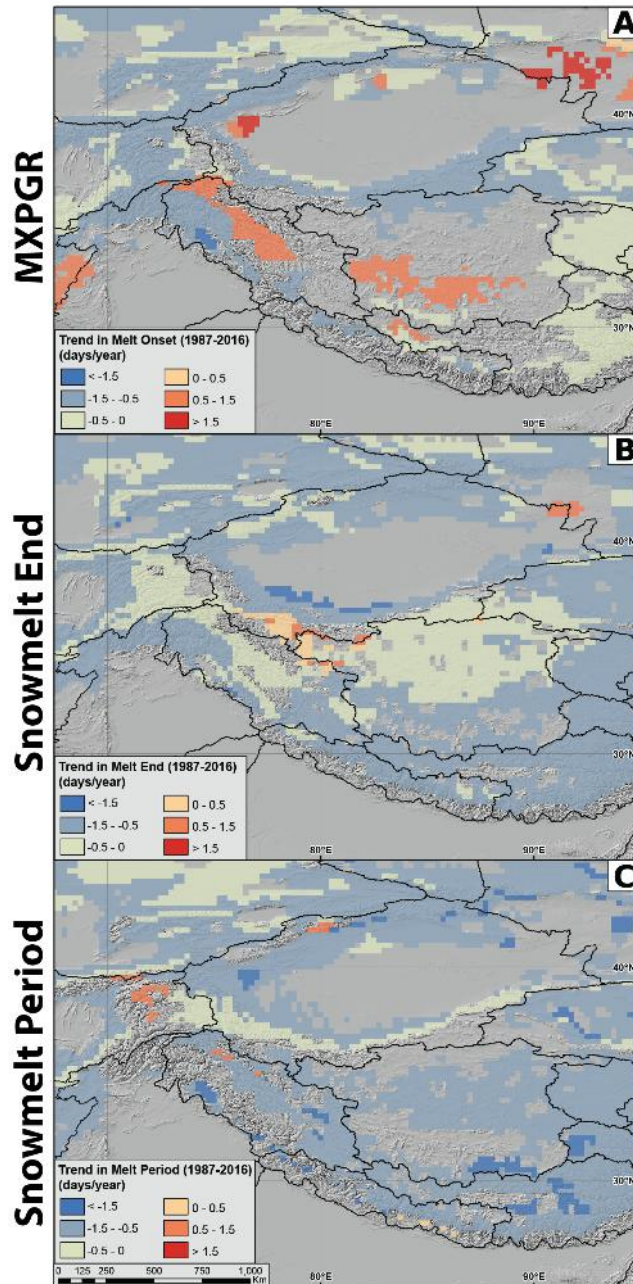 A
MXPGR
40°N
30°N
Trend in Melt Onset (1987-2016)
(days/year)
< -1.5 0 - 0.5
-1.5 - -0.5 0.5 - 1.5
-0.5 - 0 > 1.5
80°E 90°E
B
Snowmelt End
40°N
30°N
Trend in Melt End (1987-2016)
(days/year)
< -1.5 0 - 0.5
-1.5 - -0.5 0.5 - 1.5
-0.5 - 0 > 1.5
80°E 90°E
C
Snowmelt Period
40°N
30°N
Trend in Melt Period (1987-2016)
(days/year)
< -1.5 0 - 0.5
-1.5 - -0.5 0.5 - 1.5
-0.5 - 0 > 1.5
0 125 250 500 750 1,000
Km
80°E 90°E